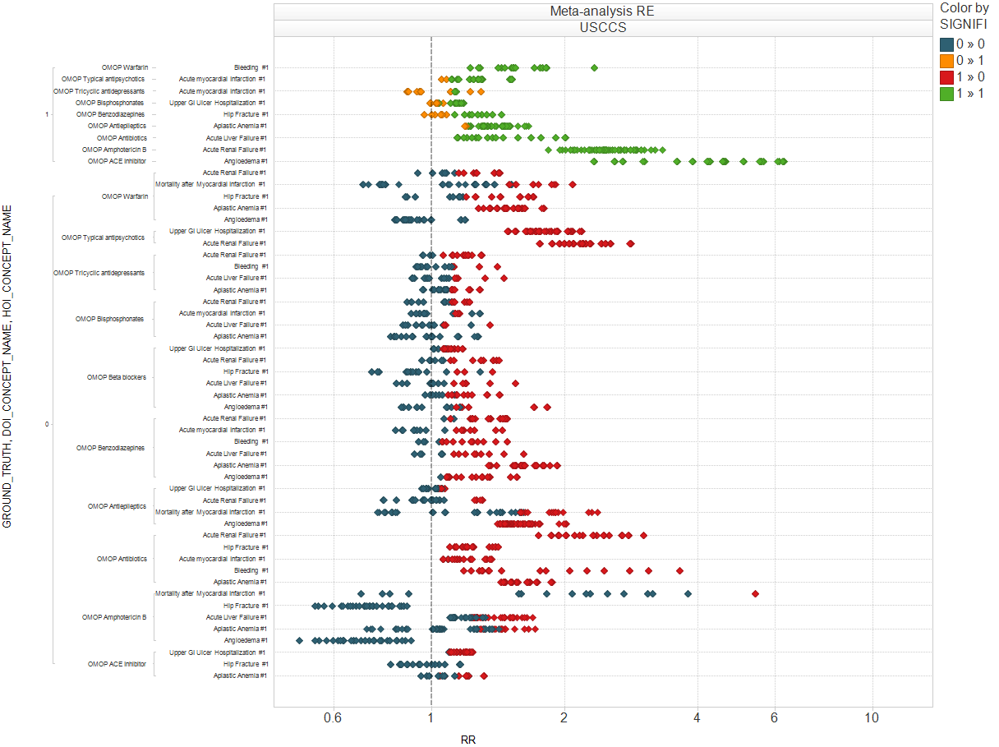 Meta-analysis RE
USCCS
Color by
SIGNIFI
0 » 0
0 » 1
1 » 0
1 » 1
GROUND_TRUTH, DOI_CONCEPT_NAME, HOI_CONCEPT_NAME
1
OMOP Warfarin Bleeding #1
OMOP Typical antipsychotics Acute myocardial Infarction #1
OMOP Tricyclic antidepressants Acute myocardial Infarction #1
OMOP Bisphosphonates Upper GI Ulcer Hospitalization #1
OMOP Benzodiazepines Hip Fracture #1
OMOP Antiepileptics Aplastic Anemia #1
OMOP Antibiotics Acute Liver Failure #1
OMOP Amphotericin B Acute Renal Failure #1
OMOP ACE Inhibitor Angioedema #1
0
OMOP Warfarin
Acute Renal Failure #1
Mortality after Myocardial Infarction #1
Hip Fracture #1
Aplastic Anemia #1
Angioedema #1
OMOP Typical antipsychotics
Upper GI Ulcer Hospitalization #1
Acute Renal Failure #1
OMOP Tricyclic antidepressants
Acute Renal Failure #1
Bleeding #1
Acute Liver Failure #1
Aplastic Anemia #1
OMOP Bisphosphonates
Acute Renal Failure #1
Acute myocardial Infarction #1
Acute Liver Failure #1
Aplastic Anemia #1
OMOP Beta blockers
Upper GI Ulcer Hospitalization #1
Acute Renal Failure #1
Hip Fracture #1
Acute Liver Failure #1
Aplastic Anemia #1
Angioedema #1
OMOP Benzodiazepines
Acute Renal Failure #1
Acute myocardial Infarction #1
Bleeding #1
Acute Liver Failure #1
Aplastic Anemia #1
Angioedema #1
OMOP Antiepileptics
Upper GI Ulcer Hospitalization #1
Acute Renal Failure #1
Mortality after Myocardial Infarction #1
Angioedema #1
OMOP Antibiotics
Acute Renal Failure #1
Hip Fracture #1
Acute myocardial Infarction #1
Bleeding #1
Aplastic Anemia #1
OMOP Amphotericin B
Mortality after Myocardial Infarction #1
Hip Fracture #1
Acute Liver Failure #1
Aplastic Anemia #1
Angioedema #1
OMOP ACE Inhibitor
Upper GI Ulcer Hospitalization #1
Hip Fracture #1
Aplastic Anemia #1
0.6 1 2 4 6 10
RR